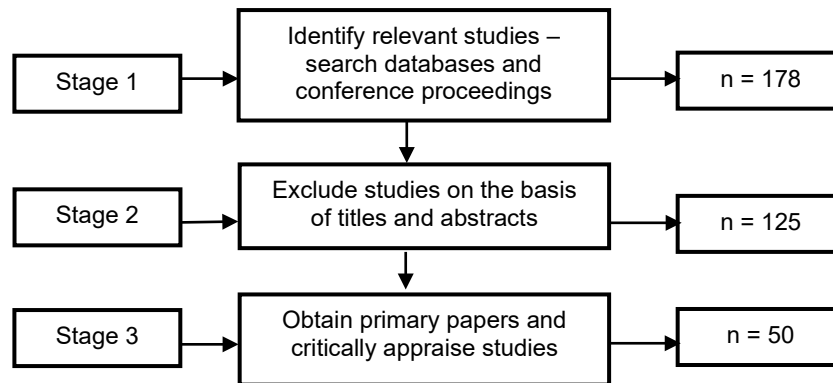 Stage 1
Identify relevant studies –
search databases and
conference proceedings
n = 178
Stage 2
Exclude studies on the basis
of titles and abstracts
n = 125
Stage 3
Obtain primary papers and
critically appraise studies
n = 50